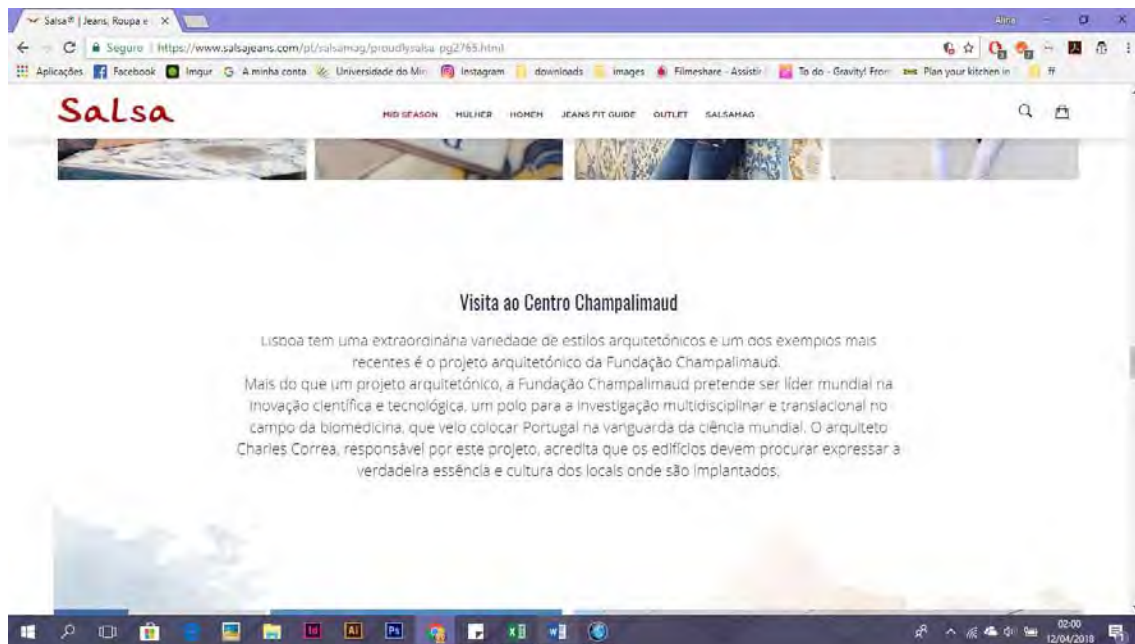 Salsa® | Jeans, Roupa e
Aline
Seguro | https://www.salsajeans.com/pt/salsamag/proudlysalsa-pg2765.html
Aplicações Facebook Imgur G A minha conta Universidade do Min Instagram downloads images Filmeshare - Assistir To do - Gravity! From Plan your kitchen in ff
Salsa
MID SEASON MULHER HOMEM JEANS FIT GUIDE OUTLET SALSAMAG
Visita ao Centro Champalimaud
Lisboa tem uma extraordinária variedade de estilos arquitetónicos e um dos exemplos mais
recentes é o projeto arquitetónico da Fundação Champalimaud.
Mais do que um projeto arquitetónico, a Fundação Champalimaud pretende ser líder mundial na
inovação científica e tecnológica, um polo para a investigação multidisciplinar e translacional no
campo da biomedicina, que veio colocar Portugal na vanguarda da ciência mundial. O arquiteto
Charles Correa, responsável por este projeto, acredita que os edifícios devem procurar expressar a
verdadeira essência e cultura dos locais onde são implantados.
Id Ai Ps
02:00
12/04/2018